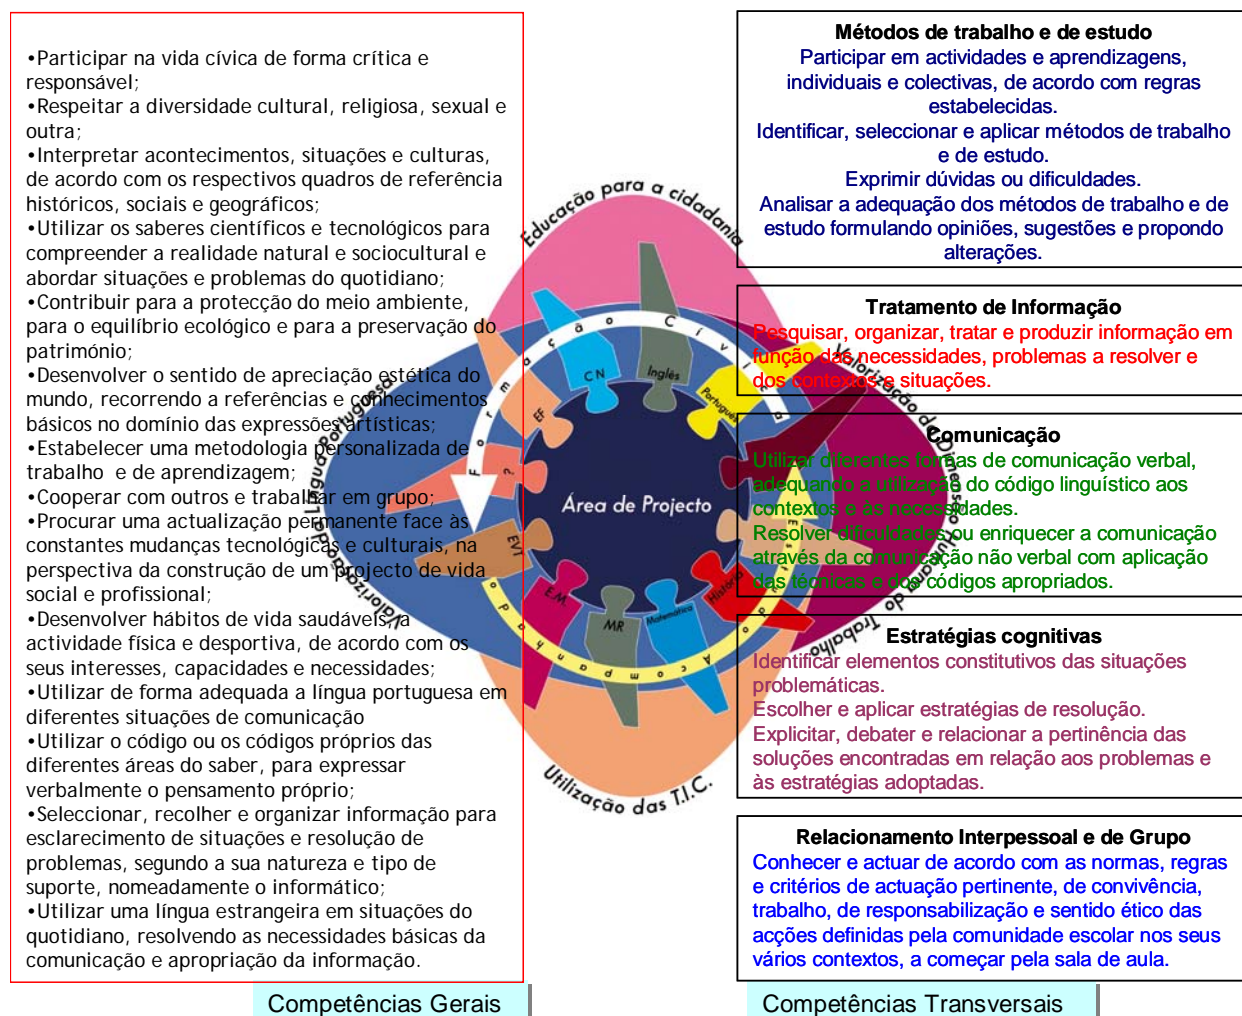 •Participar na vida cívica de forma crítica e
responsável;
•Respeitar a diversidade cultural, religiosa, sexual e
outra;
•Interpretar acontecimentos, situações e culturas,
de acordo com os respectivos quadros de referência
históricos, sociais e geográficos;
•Utilizar os saberes científicos e tecnológicos para
compreender a realidade natural e sociocultural e
abordar situações e problemas do quotidiano;
•Contribuir para a protecção do meio ambiente,
para o equilíbrio ecológico e para a preservação do
património;
•Desenvolver o sentido de apreciação estética do
mundo, recorrendo a referências e conhecimentos
básicos no domínio das expressões artísticas;
•Estabelecer uma metodologia personalizada de
trabalho e de aprendizagem;
•Cooperar com outros e trabalhar em grupo;
•Procurar uma actualização permanente face às
constantes mudanças tecnológicas e culturais, na
perspectiva da construção de um projecto de vida
social e profissional;
•Desenvolver hábitos de vida saudáveis, a
actividade física e desportiva, de acordo com os
seus interesses, capacidades e necessidades;
•Utilizar de forma adequada a língua portuguesa em
diferentes situações de comunicação
•Utilizar o código ou os códigos próprios das
diferentes áreas do saber, para expressar
verbalmente o pensamento próprio;
•Seleccionar, recolher e organizar informação para
esclarecimento de situações e resolução de
problemas, segundo a sua natureza e tipo de
suporte, nomeadamente o informático;
•Utilizar uma língua estrangeira em situações do
quotidiano, resolvendo as necessidades básicas da
comunicação e apropriação da informação.
Competências Gerais
Educação para a cidadania
Valorização da Língua Portuguesa
Valorização da Dimensão Humana do Trabalho
Utilização das T.I.C.
Formação Cívica
Acompanhado
Área de Projecto
CN
Inglês
Português
EF
?
EVT
E.M.
MR
Matemática
História
Métodos de trabalho e de estudo
Participar em actividades e aprendizagens,
individuais e colectivas, de acordo com regras
estabelecidas.
Identificar, seleccionar e aplicar métodos de trabalho
e de estudo.
Exprimir dúvidas ou dificuldades.
Analisar a adequação dos métodos de trabalho e de
estudo formulando opiniões, sugestões e propondo
alterações.
Tratamento de Informação
Pesquisar, organizar, tratar e produzir informação em
função das necessidades, problemas a resolver e
dos contextos e situações.
Comunicação
Utilizar diferentes formas de comunicação verbal,
adequando a utilização do código linguístico aos
contextos e às necessidades.
Resolver dificuldades ou enriquecer a comunicação
através da comunicação não verbal com aplicação
das técnicas e dos códigos apropriados.
Estratégias cognitivas
Identificar elementos constitutivos das situações
problemáticas.
Escolher e aplicar estratégias de resolução.
Explicitar, debater e relacionar a pertinência das
soluções encontradas em relação aos problemas e
às estratégias adoptadas.
Relacionamento Interpessoal e de Grupo
Conhecer e actuar de acordo com as normas, regras
e critérios de actuação pertinente, de convivência,
trabalho, de responsabilização e sentido ético das
acções definidas pela comunidade escolar nos seus
vários contextos, a começar pela sala de aula.
Competências Transversais